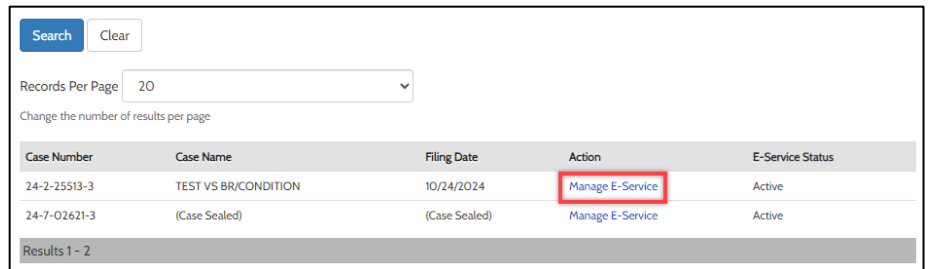 Search Clear
Records Per Page 20
Change the number of results per page
Case Number Case Name Filing Date Action E-Service Status
24-2-25513-3 TEST VS BR/CONDITION 10/24/2024 Manage E-Service Active
24-7-02621-3 (Case Sealed) (Case Sealed) Manage E-Service Active
Results 1 - 2